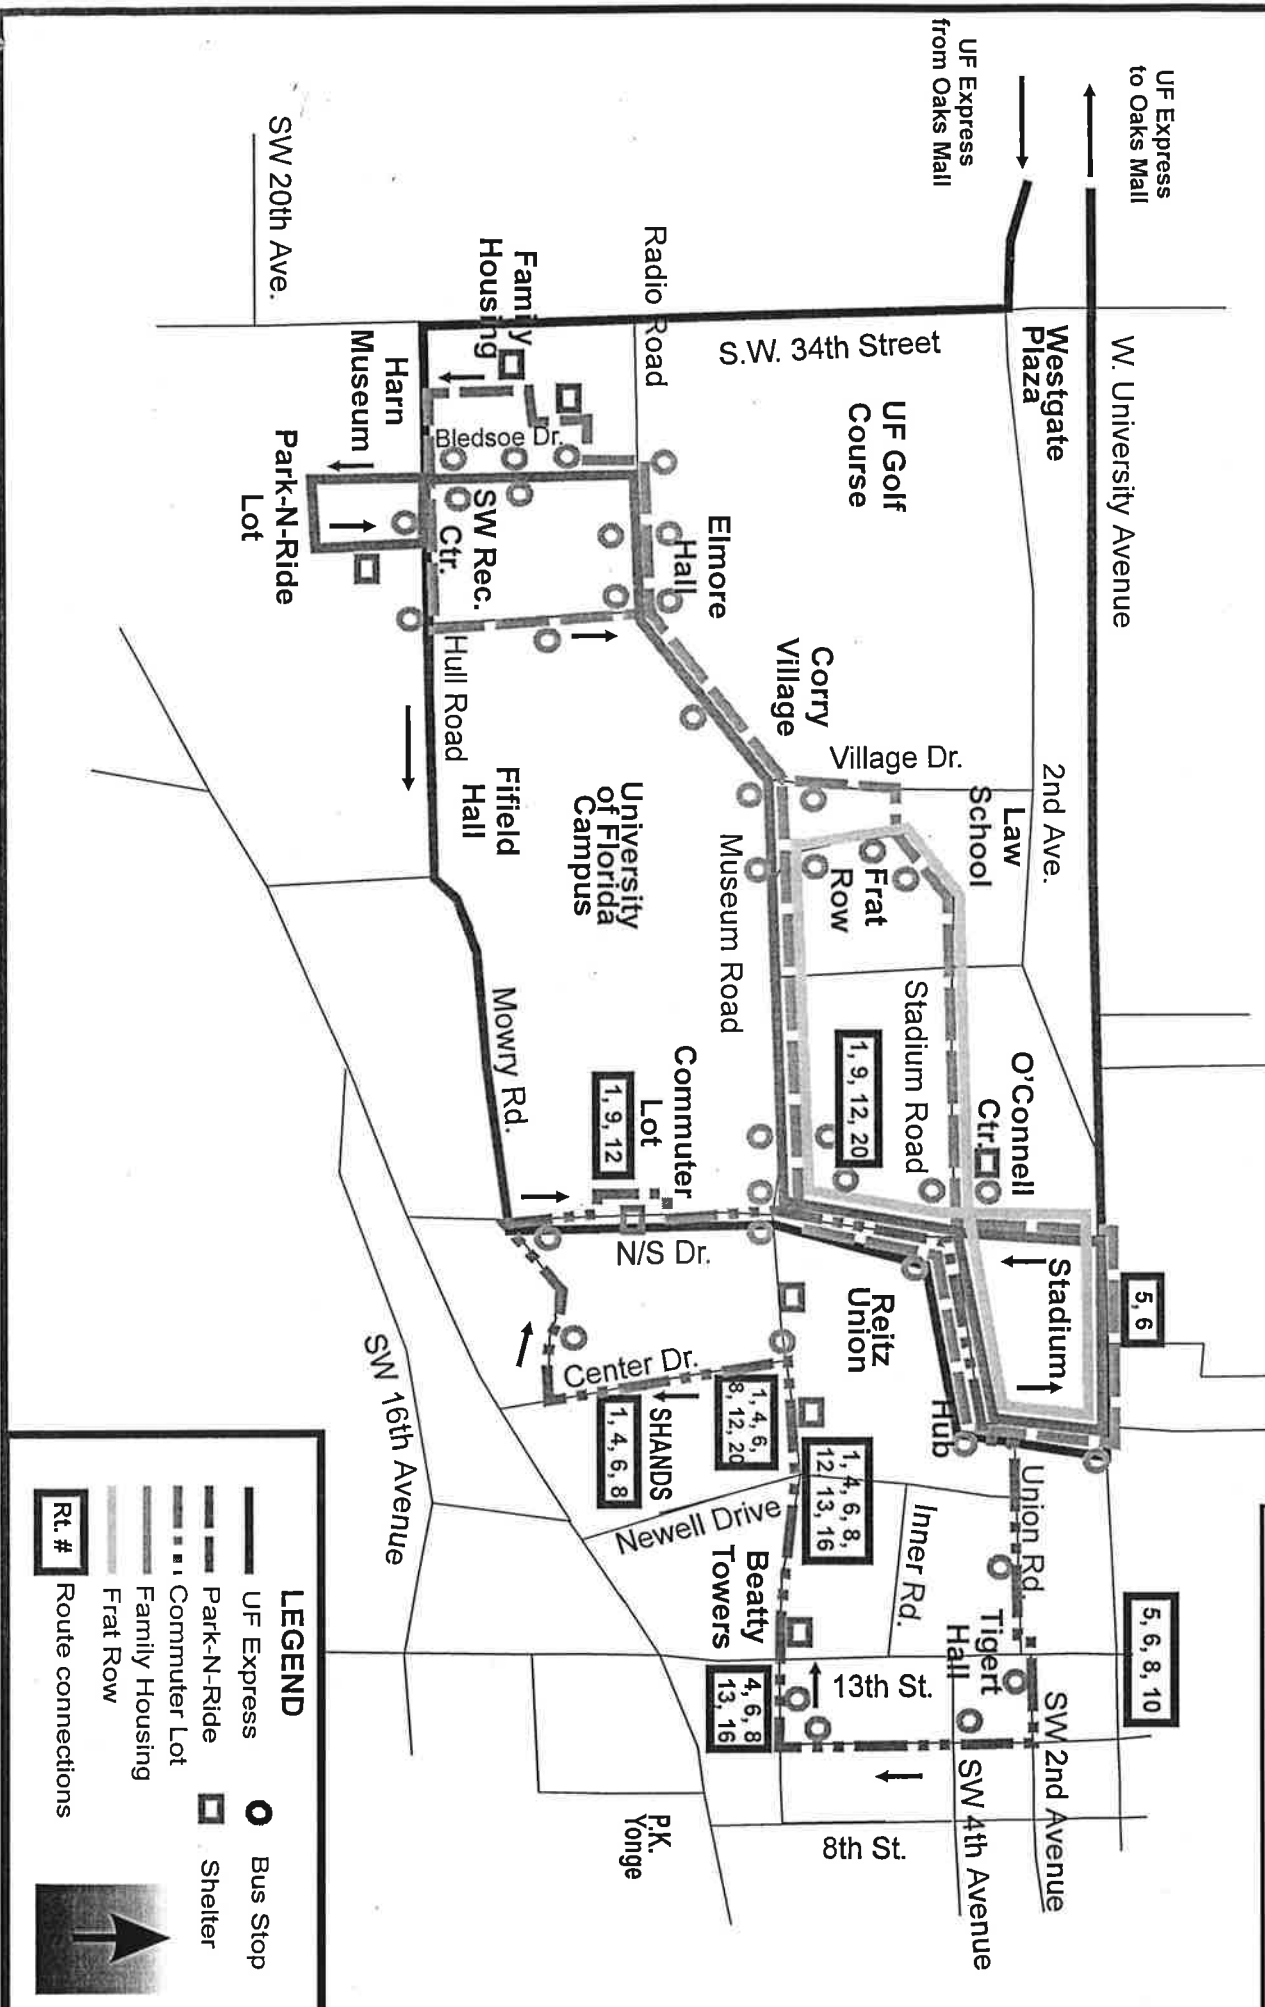 UF Express
to Oaks Mall
UF Express
from Oaks Mall
W. University Avenue
Westgate
Plaza
2nd Ave.
S.W. 34th Street
UF Golf
Course
Law
School
Village Dr.
Corry
Village
Frat
Row
Stadium Road
O'Connell
Ctr.
1, 9, 12, 20
Stadium
5, 6
5, 6, 8, 10
Radio Road
Elmore
Hall
Museum Road
University
of Florida
Campus
Family
Housing
Bledsoe Dr.
SW Rec.
Ctr.
Harn
Museum
SW 20th Ave.
Park-N-Ride
Lot
Hull Road
Fifield
Hall
Mowry Rd.
Commuter
Lot
1, 9, 12
N/S Dr.
Reitz
Union
Hub
Union Rd.
Inner Rd.
Tigert
Hall
SW 2nd Avenue
SW 4th Avenue
13th St.
8th St.
Center Dr.
1, 4, 6,
8, 12, 20
1, 4, 6, 8,
12, 13, 16
SHANDS
1, 4, 6, 8
Newell Drive
Beatty
Towers
4, 6, 8
13, 16
SW 16th Avenue
P.K.
Yonge
LEGEND
UF Express
Park-N-Ride
Commuter Lot
Family Housing
Frat Row
Rt. # Route connections
Bus Stop
Shelter